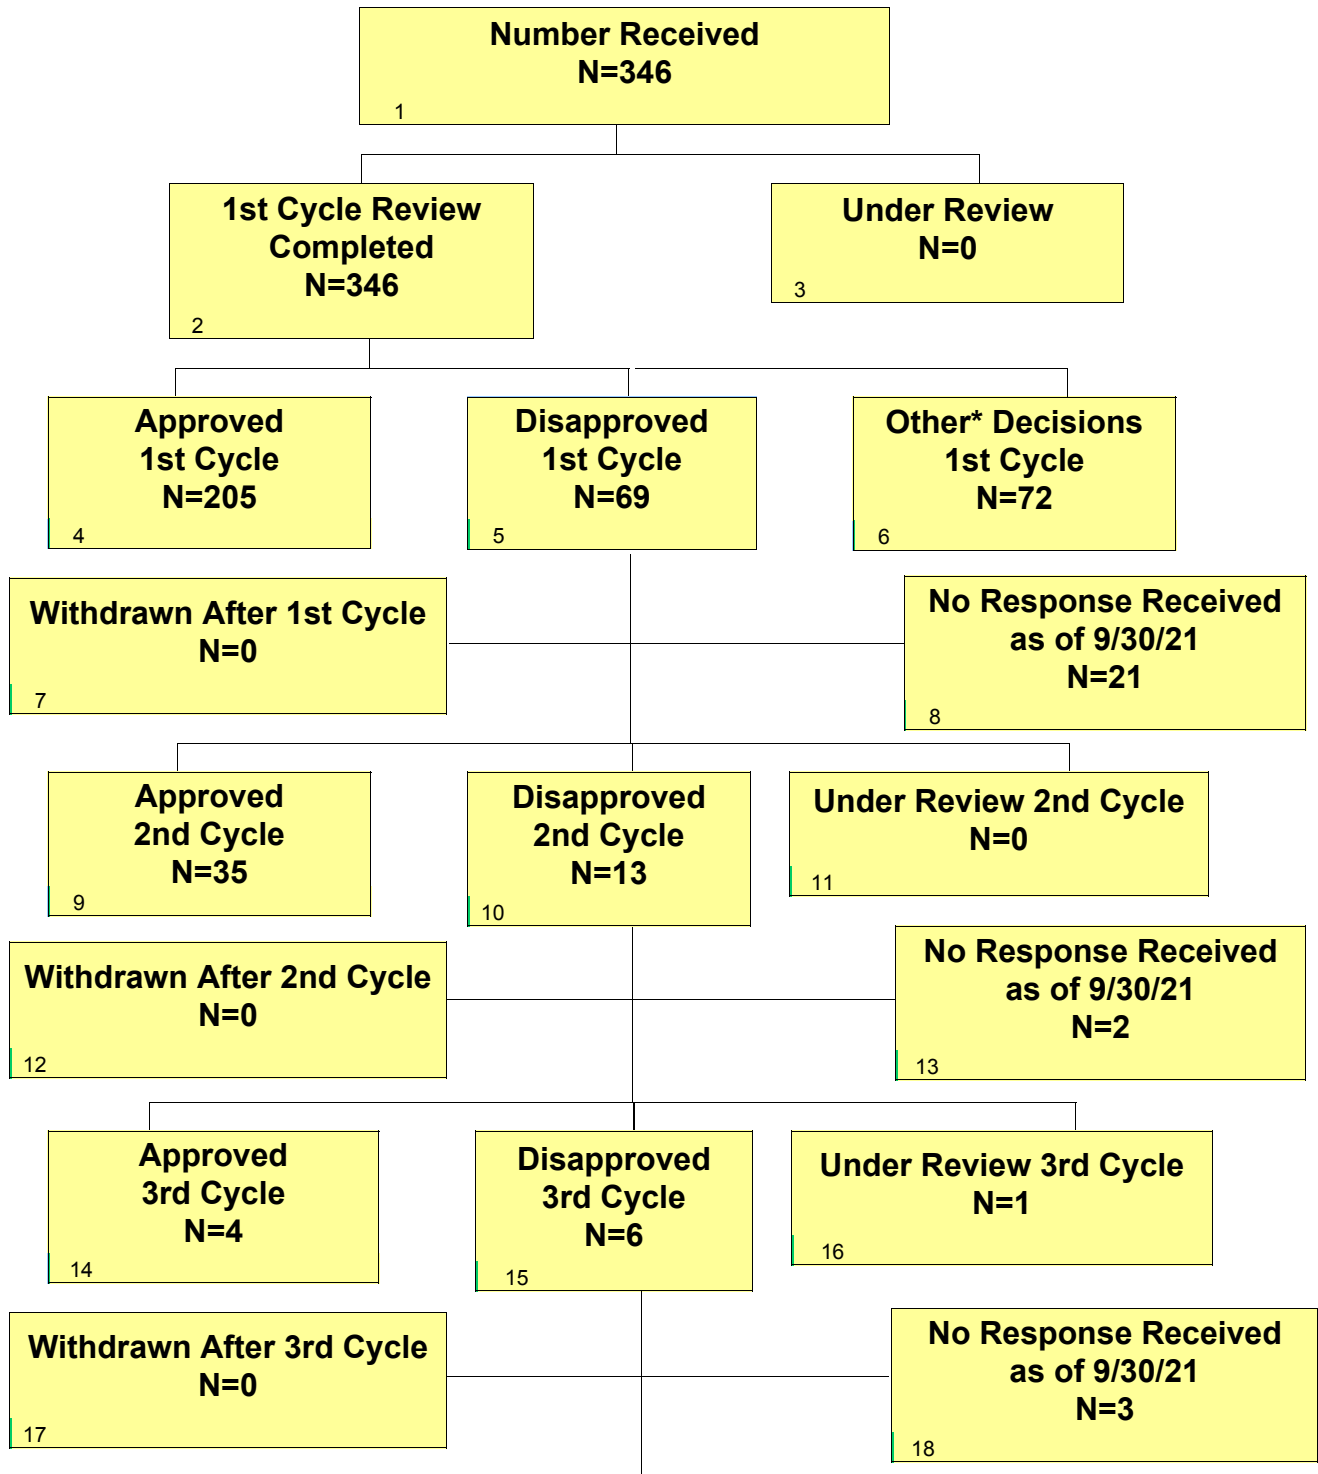 Number Received
N=346
1
1st Cycle Review
Completed
N=346
2
Under Review
N=0
3
Approved
1st Cycle
N=205
4
Disapproved
1st Cycle
N=69
5
Other* Decisions
1st Cycle
N=72
6
Withdrawn After 1st Cycle
N=0
7
No Response Received
as of 9/30/21
N=21
8
Approved
2nd Cycle
N=35
9
Disapproved
2nd Cycle
N=13
10
Under Review 2nd Cycle
N=0
11
Withdrawn After 2nd Cycle
N=0
12
No Response Received
as of 9/30/21
N=2
13
Approved
3rd Cycle
N=4
14
Disapproved
3rd Cycle
N=6
15
Under Review 3rd Cycle
N=1
16
Withdrawn After 3rd Cycle
N=0
17
No Response Received
as of 9/30/21
N=3
18